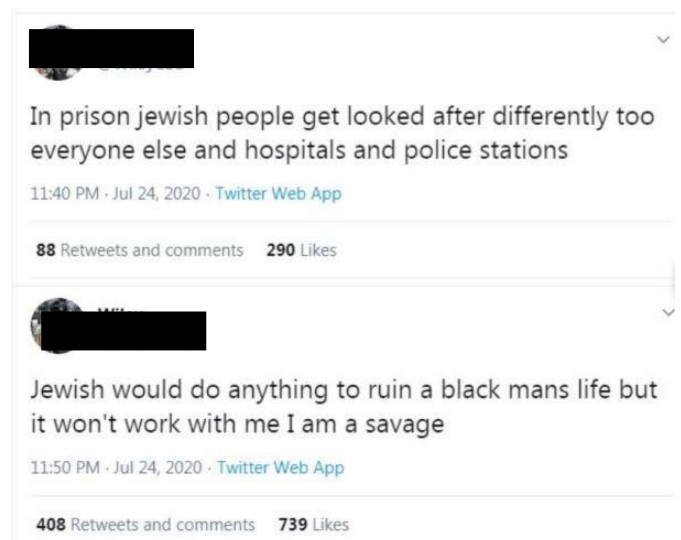 In prison jewish people get looked after differently too
everyone else and hospitals and police stations
11:40 PM · Jul 24, 2020 · Twitter Web App
88 Retweets and comments 290 Likes
Jewish would do anything to ruin a black mans life but
it won't work with me I am a savage
11:50 PM · Jul 24, 2020 · Twitter Web App
408 Retweets and comments 739 Likes